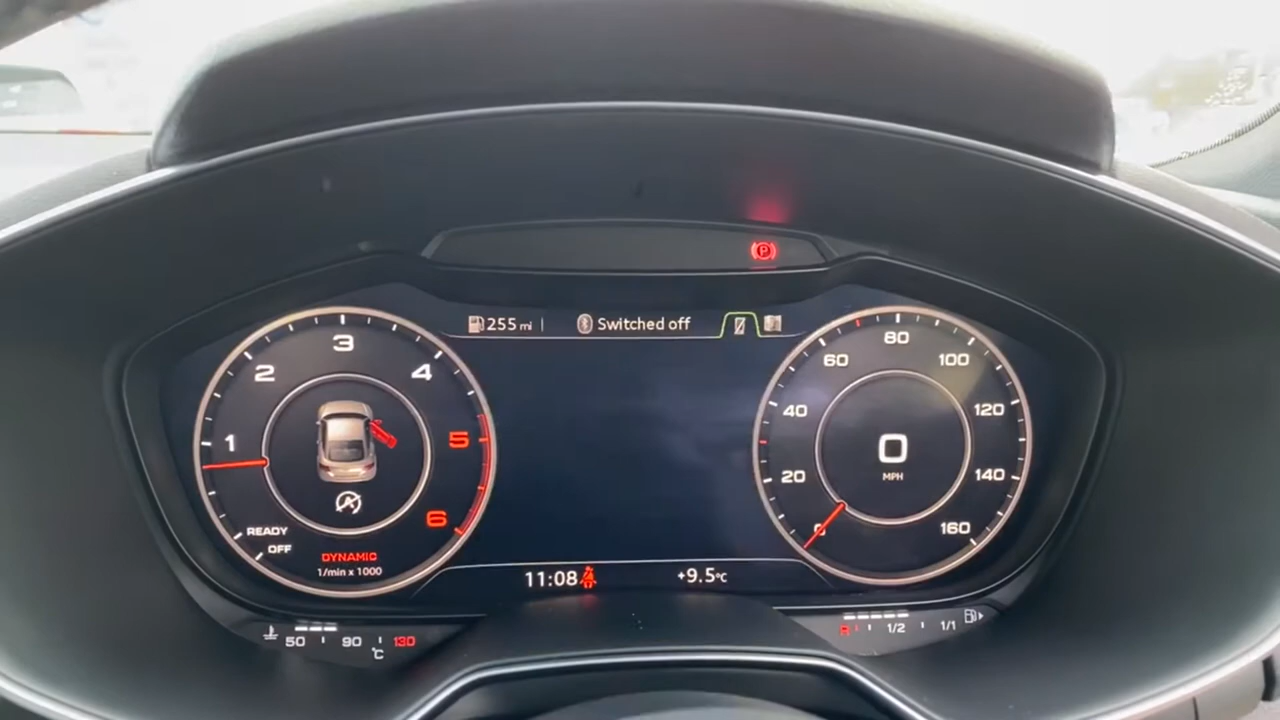 P
255 mi
Switched off
1
2
3
4
5
6
READY
OFF
DYNAMIC
1/min x 1000
A
0
20
40
60
80
100
120
140
160
0
MPH
11:08
+9.5°C
50
90
130
°C
R
1/2
1/1